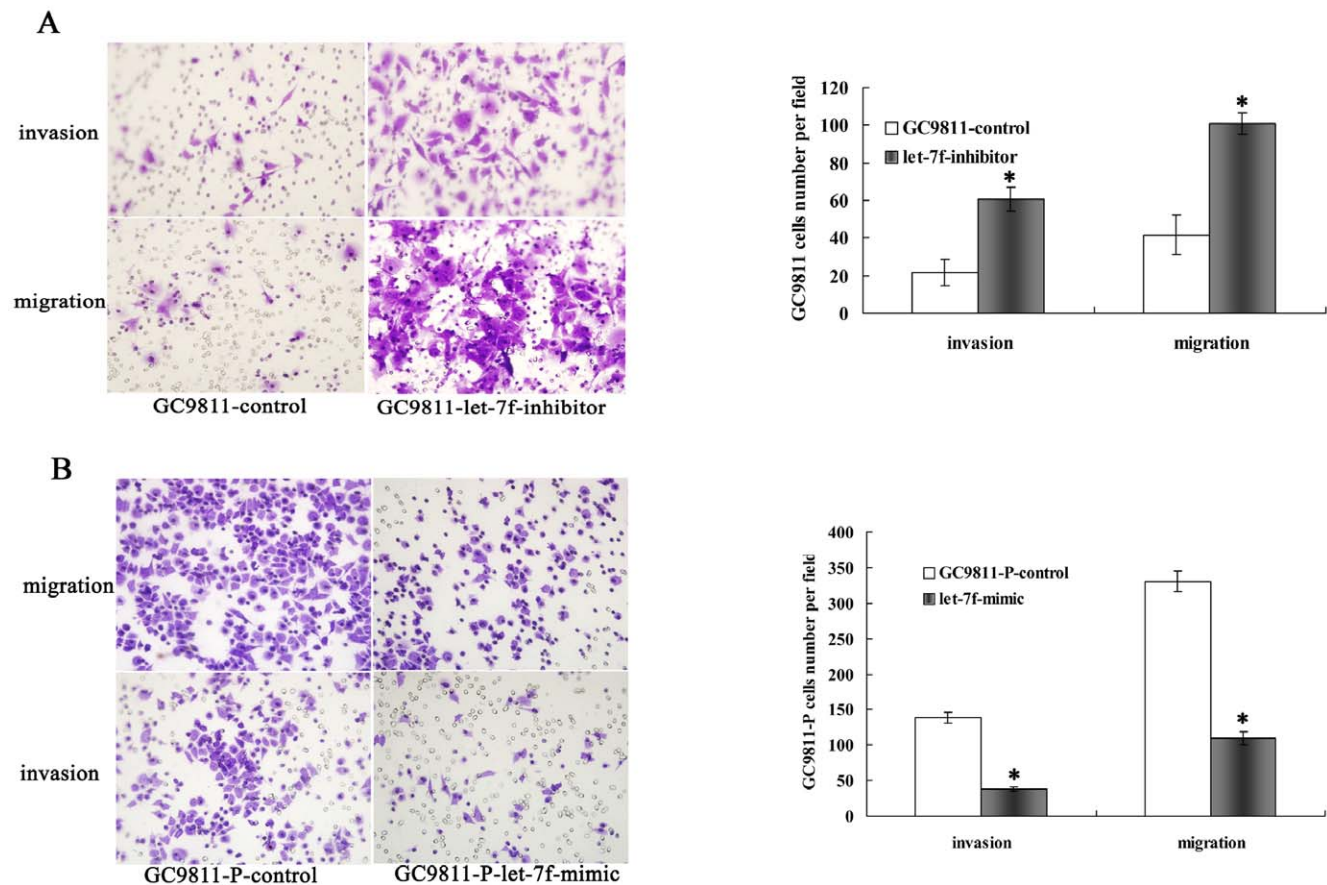 A
invasion
migration
GC9811-control
GC9811-let-7f-inhibitor
GC9811 cells number per field
120
100
80
60
40
20
0
GC9811-control
let-7f-inhibitor
*
*
invasion
migration
B
migration
invasion
GC9811-P-control
GC9811-P-let-7f-mimic
GC9811-P cells number per field
400
350
300
250
200
150
100
50
0
GC9811-P-control
let-7f-mimic
*
*
invasion
migration